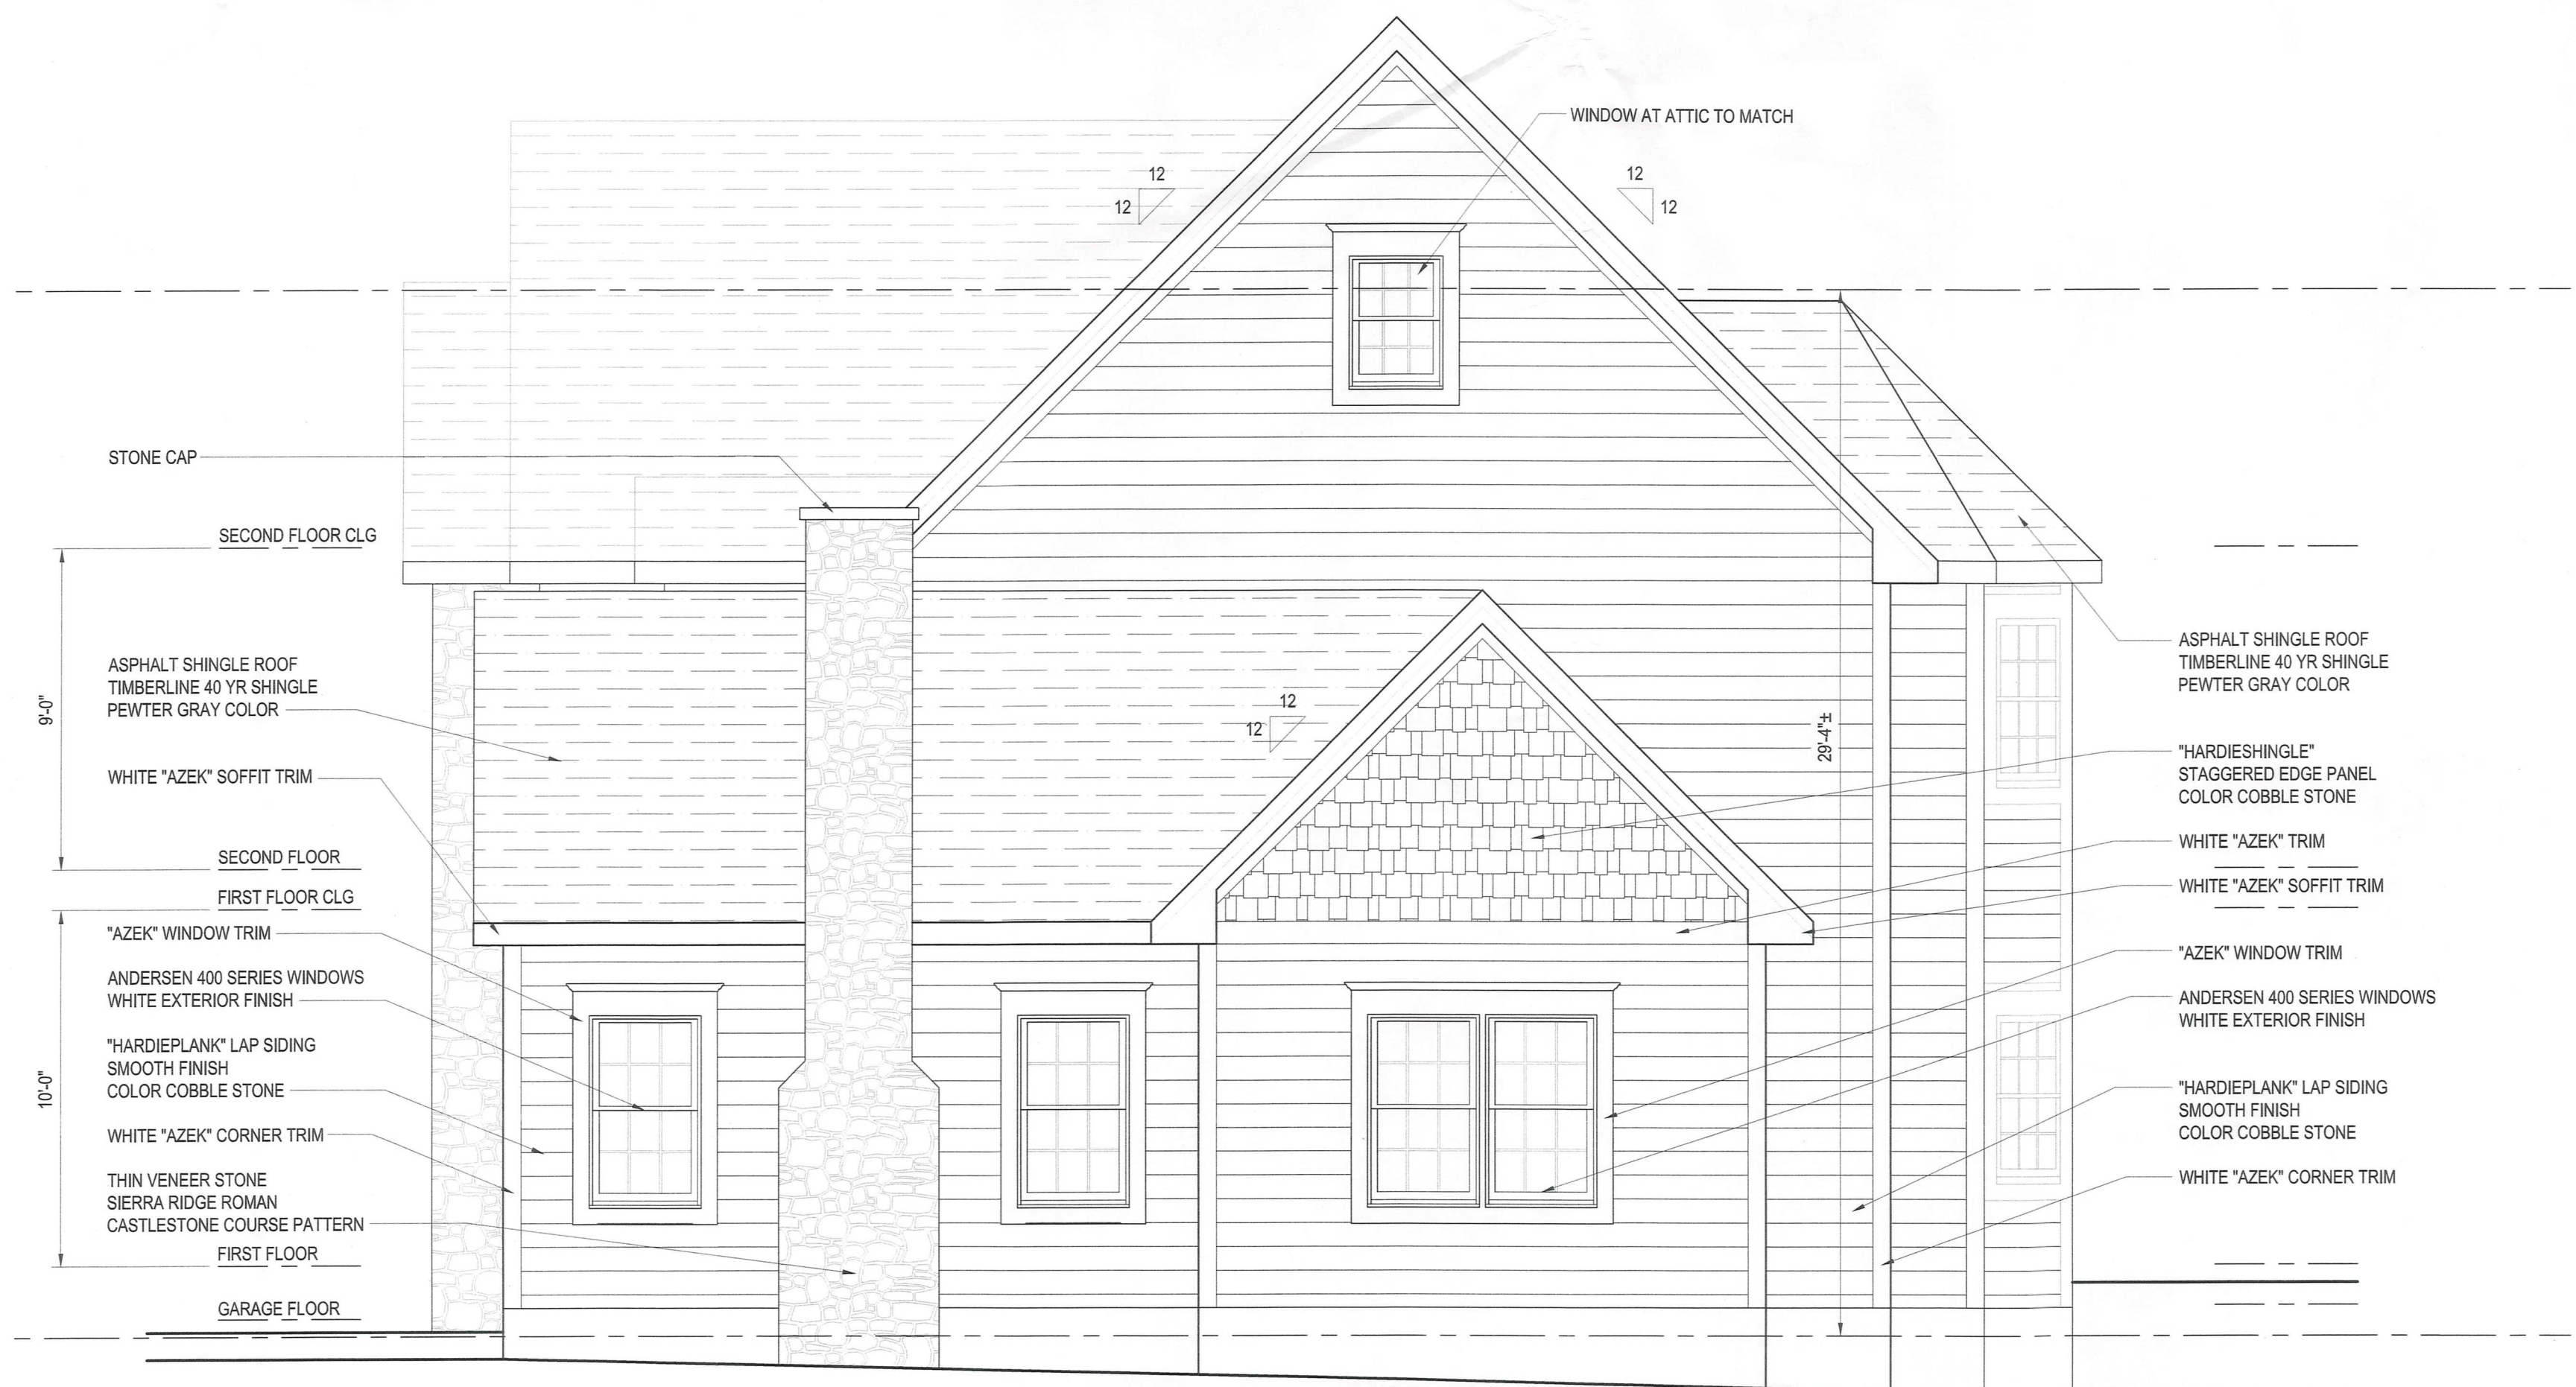 WINDOW AT ATTIC TO MATCH
12
12
12
12
STONE CAP
SECOND FLOOR CLG
9'-0"
ASPHALT SHINGLE ROOF
TIMBERLINE 40 YR SHINGLE
PEWTER GRAY COLOR
WHITE "AZEK" SOFFIT TRIM
SECOND FLOOR
FIRST FLOOR CLG
"AZEK" WINDOW TRIM
ANDERSEN 400 SERIES WINDOWS
WHITE EXTERIOR FINISH
10'-0"
"HARDIEPLANK" LAP SIDING
SMOOTH FINISH
COLOR COBBLE STONE
WHITE "AZEK" CORNER TRIM
THIN VENEER STONE
SIERRA RIDGE ROMAN
CASTLESTONE COURSE PATTERN
FIRST FLOOR
GARAGE FLOOR
12
12
29'-4"±
ASPHALT SHINGLE ROOF
TIMBERLINE 40 YR SHINGLE
PEWTER GRAY COLOR
"HARDIESHINGLE"
STAGGERED EDGE PANEL
COLOR COBBLE STONE
WHITE "AZEK" TRIM
WHITE "AZEK" SOFFIT TRIM
"AZEK" WINDOW TRIM
ANDERSEN 400 SERIES WINDOWS
WHITE EXTERIOR FINISH
"HARDIEPLANK" LAP SIDING
SMOOTH FINISH
COLOR COBBLE STONE
WHITE "AZEK" CORNER TRIM